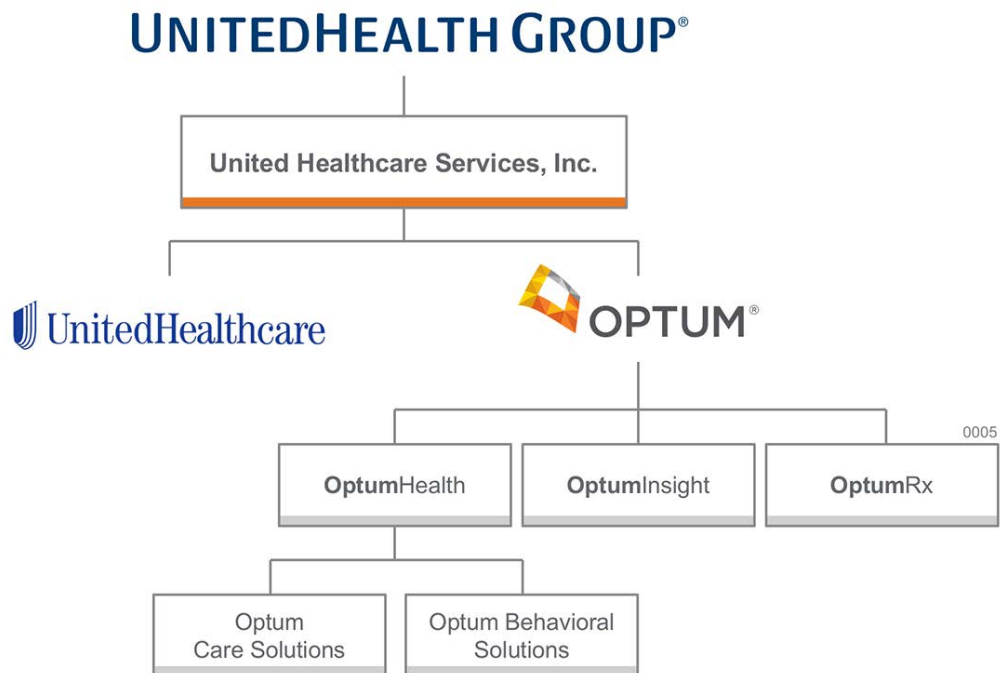 UNITEDHEALTH GROUP®
United Healthcare Services, Inc.
UnitedHealthcare
OPTUM®
0005
OptumHealth
OptumInsight
OptumRx
Optum
Care Solutions
Optum Behavioral
Solutions